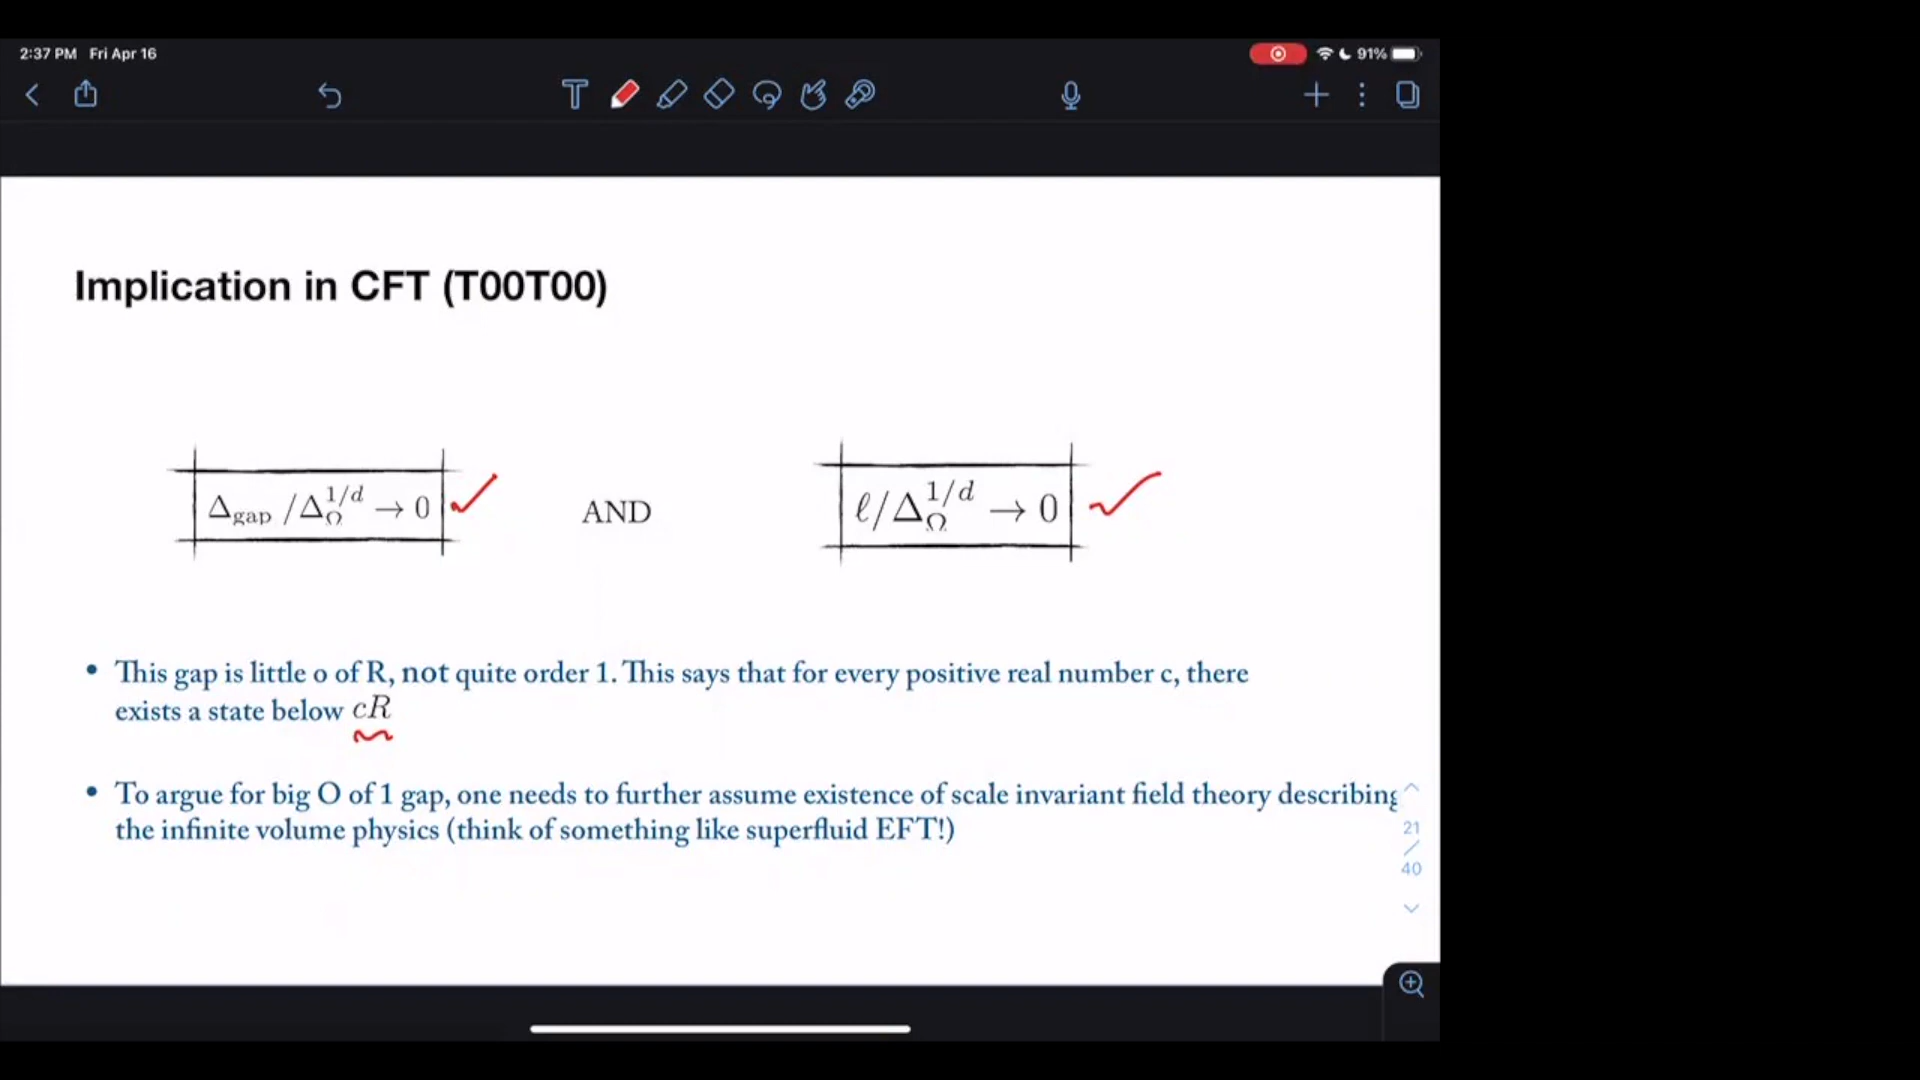 2:37 PM Fri Apr 16
91%
T
Implication in CFT (T00T00)
Δ_gap /Δ_Ω^{1/d} → 0 AND ℓ/Δ_Ω^{1/d} → 0
• This gap is little o of R, not quite order 1. This says that for every positive real number c, there
exists a state below cR
• To argue for big O of 1 gap, one needs to further assume existence of scale invariant field theory describing
the infinite volume physics (think of something like superfluid EFT!)
21
/
40